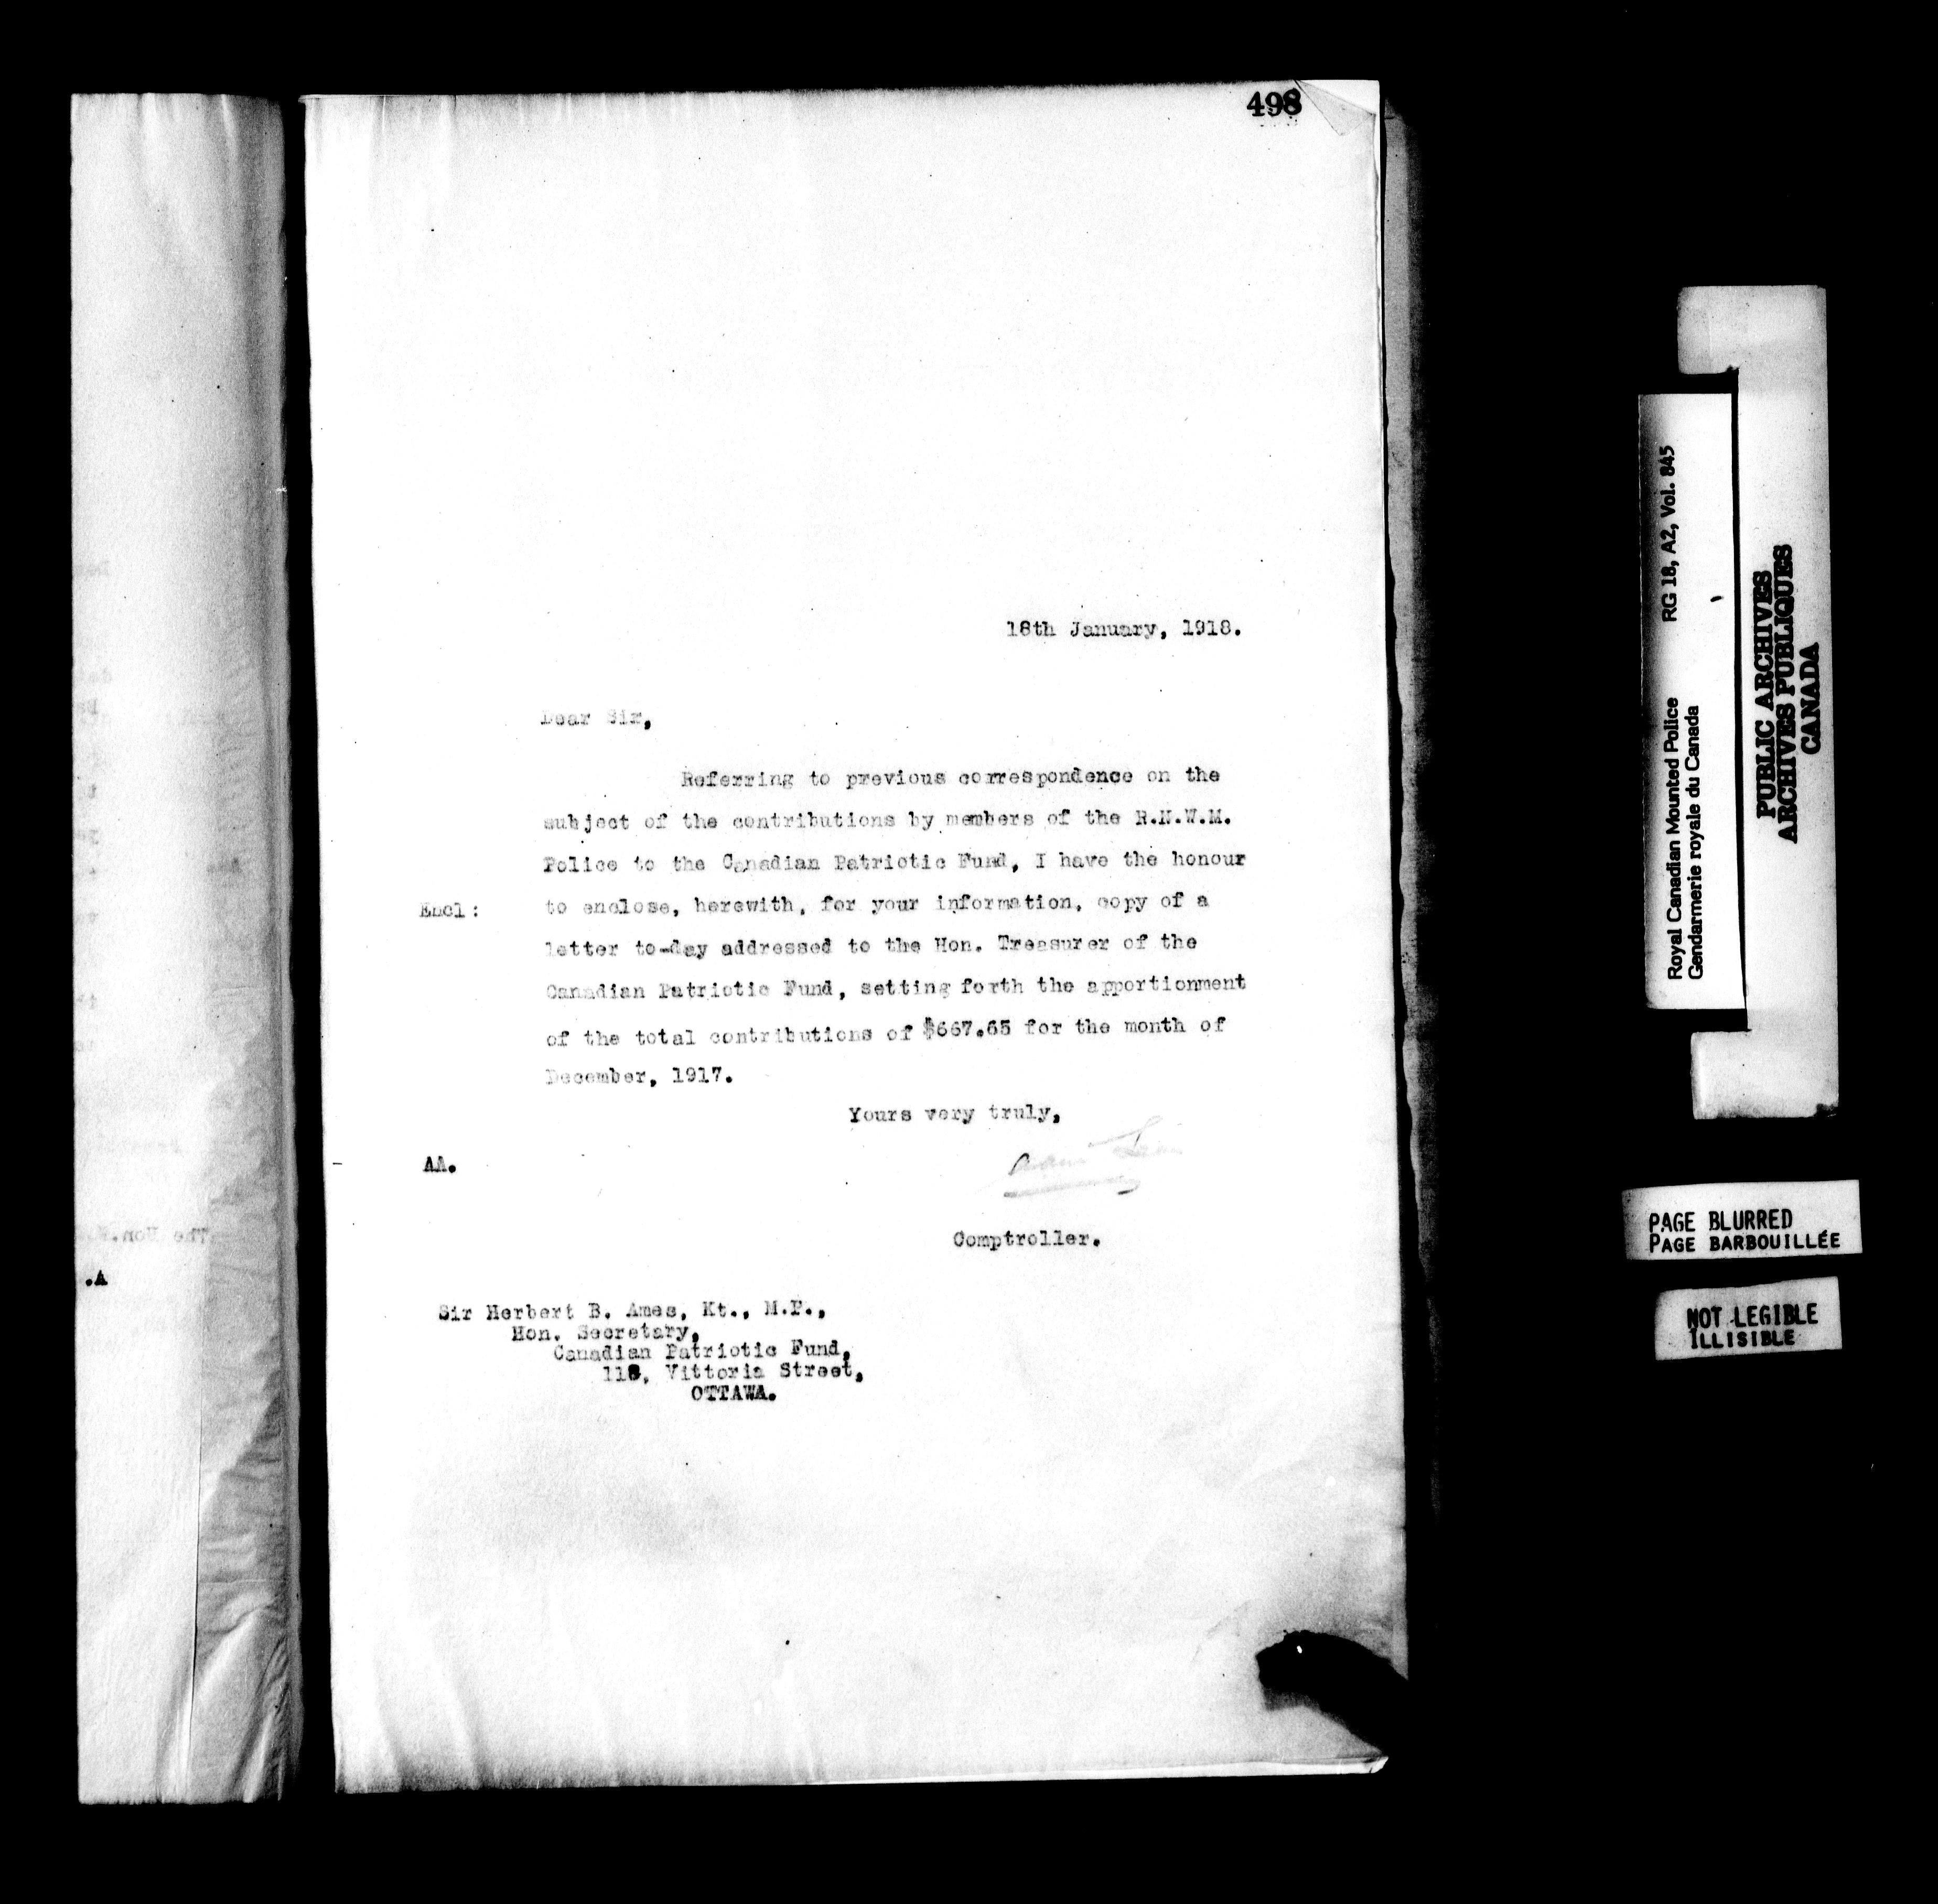 498
18th January, 1918.
Dear Sir,
Referring to previous correspondence on the
subject of the contributions by members of the R.N.W.M.
Police to the Canadian Patriotic Fund, I have the honour
Encl: to enclose, herewith, for your information, copy of a
letter to-day addressed to the Hon. Treasurer of the
Canadian Patriotic Fund, setting forth the apportionment
of the total contributions of $667.65 for the month of
December, 1917.
Yours very truly,
AA.
Comptroller.
Sir Herbert B. Ames, Kt., M.P.,
Hon. Secretary,
Canadian Patriotic Fund,
118, Vittoria Street,
OTTAWA.
The Hon.
A.
Royal Canadian Mounted Police RG 18, A2, Vol. 845
Gendarmerie royale du Canada
PUBLIC ARCHIVES
ARCHIVES PUBLIQUES
CANADA
PAGE BLURRED
PAGE BARBOUILLÉE
NOT LEGIBLE
ILLISIBLE